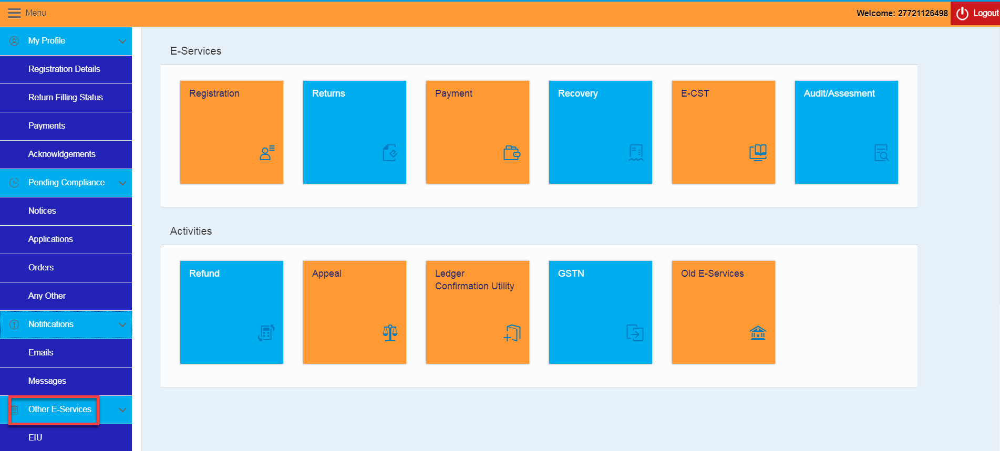 Menu
Welcome: 27721126498
Logout
My Profile
Registration Details
Return Filling Status
Payments
Acknowldgements
Pending Compliance
Notices
Applications
Orders
Any Other
Notifications
Emails
Messages
Other E-Services
EIU
E-Services
Registration
Returns
Payment
Recovery
E-CST
Audit/Assesment
Activities
Refund
Appeal
Ledger
Confirmation Utility
GSTN
Old E-Services